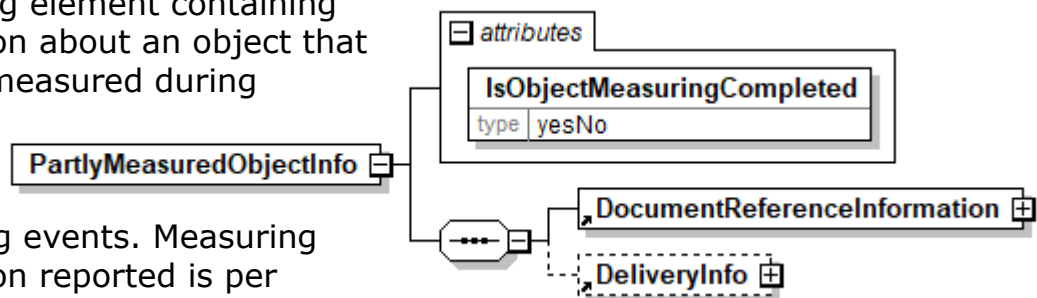 g element containing
on about an object that
measured during
attributes
IsObjectMeasuringCompleted
type yesNo
PartlyMeasuredObjectInfo
g events. Measuring
on reported is per
DocumentReferenceInformation
DeliveryInfo